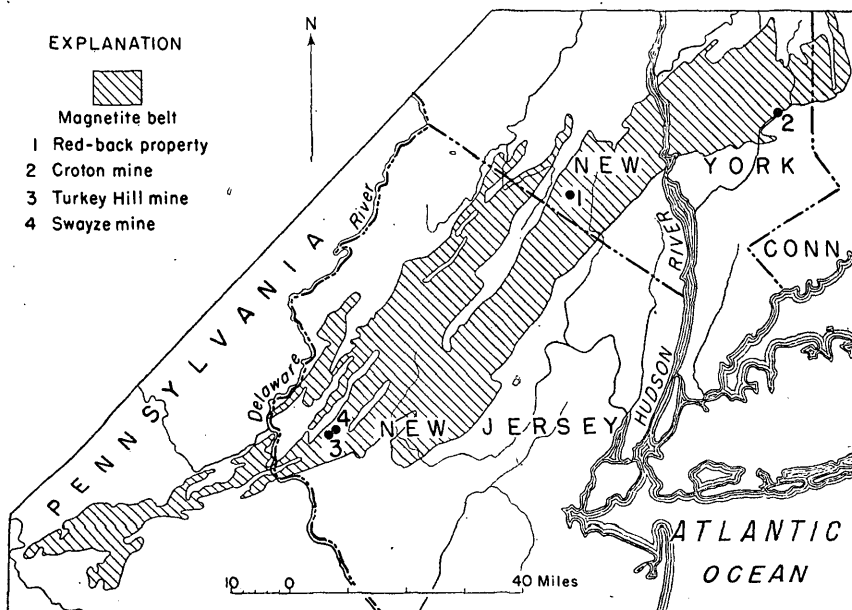 EXPLANATION
Magnetite belt
1 Red-back property
2 Croton mine
3 Turkey Hill mine
4 Swayze mine
N
2
NEW YORK
1
River
PENNSYLVANIA
CONN
HUDSON RIVER
Delaware
4
3
NEW JERSEY
ATLANTIC
OCEAN
10 0 40 Miles